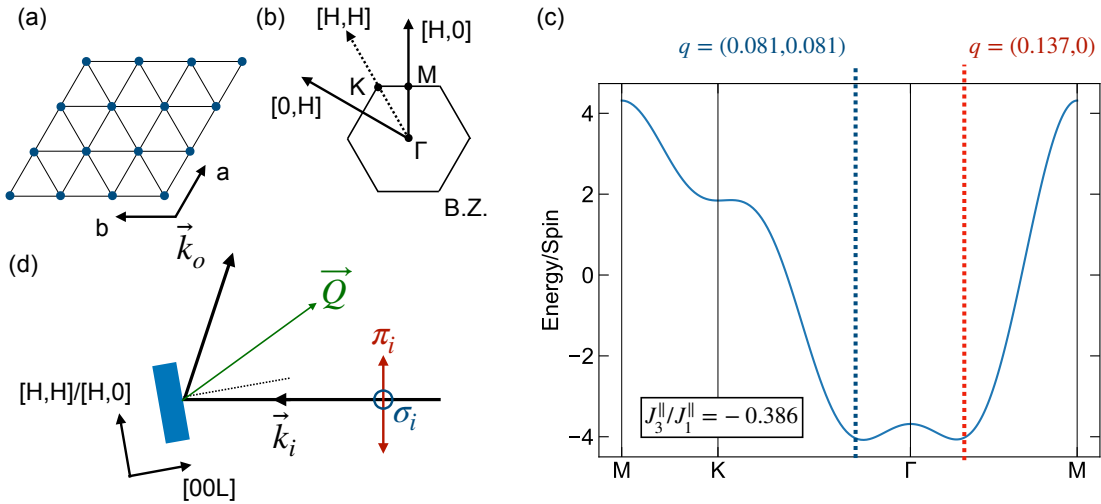 (a)
a
b
(b)
[H,H]
[H,0]
K
M
[0,H]
Γ
B.Z.
(c)
q = (0.081,0.081)
q = (0.137,0)
Energy/Spin
4
2
0
−2
−4
J₃^∥/J₁^∥ = − 0.386
M
K
Γ
M
(d)
k⃗ₒ
Q⃗
πᵢ
σᵢ
k⃗ᵢ
[H,H]/[H,0]
[00L]